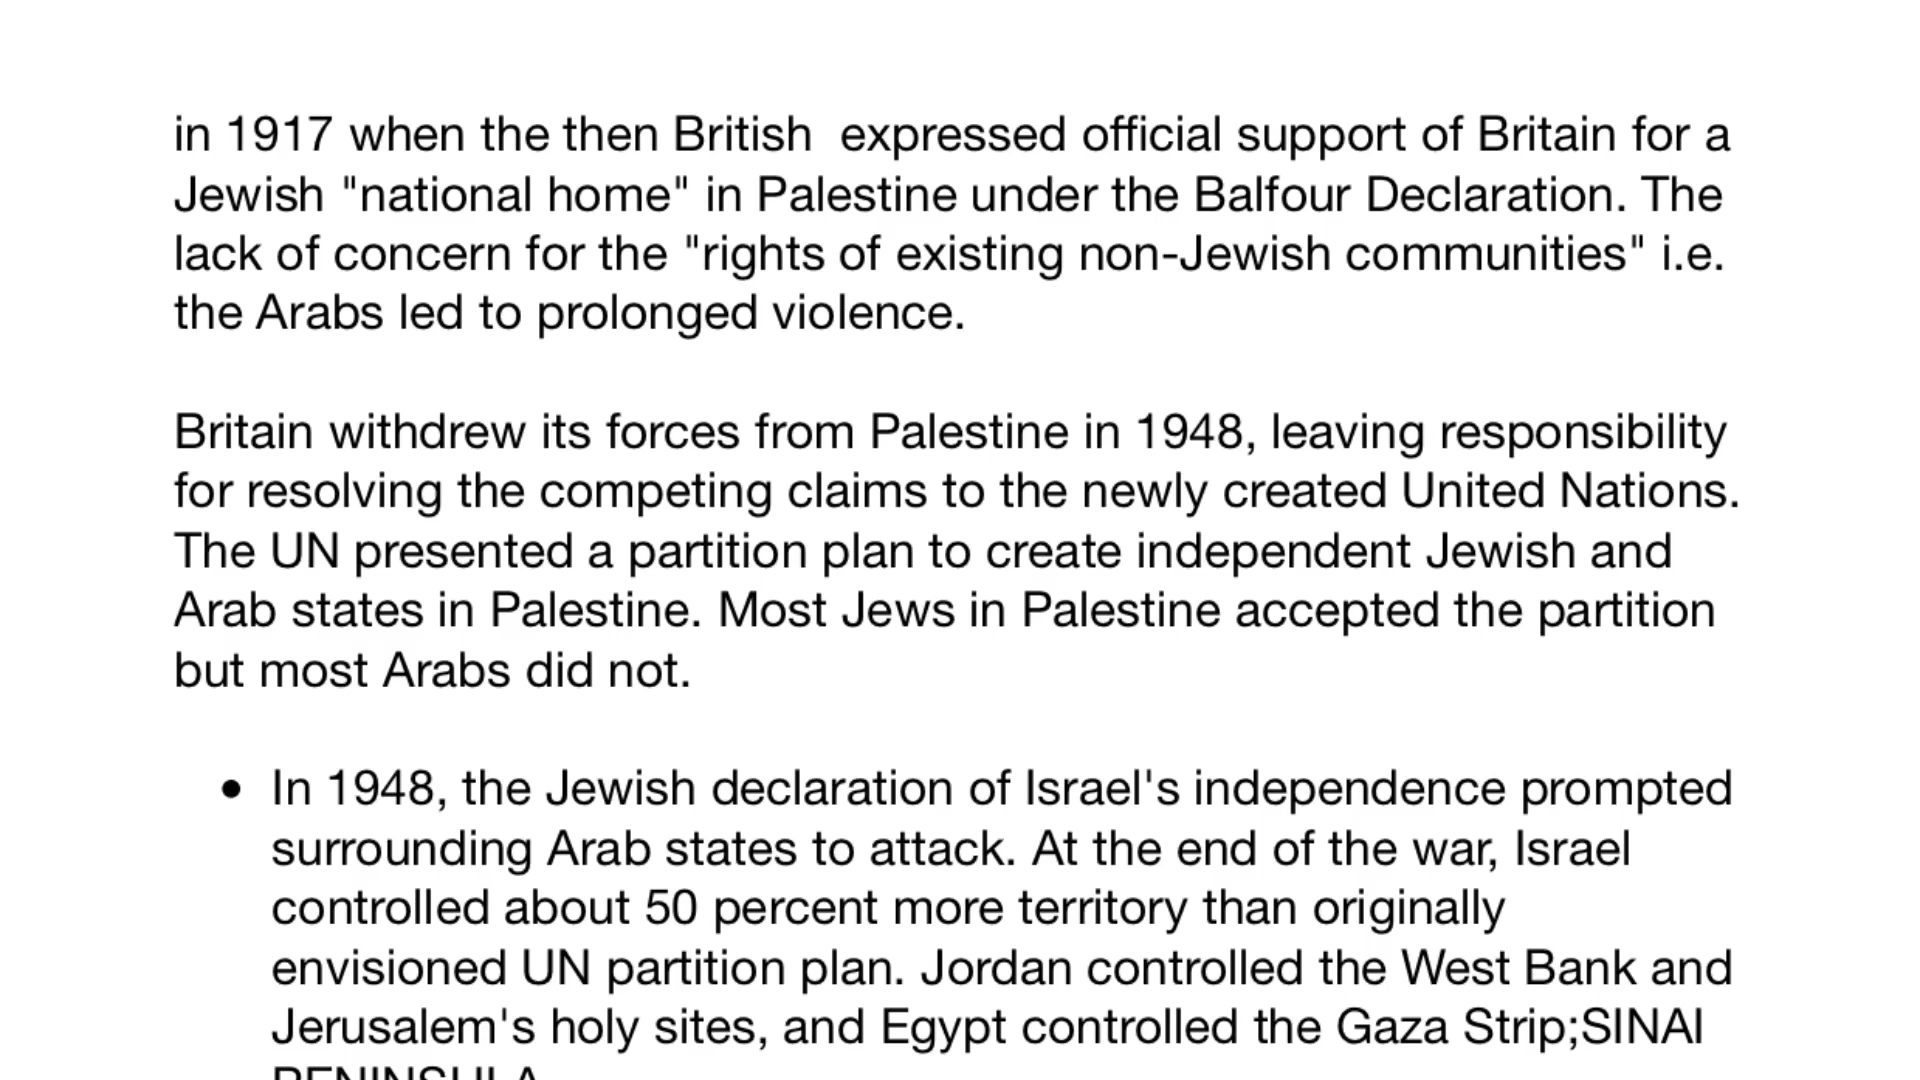 in 1917 when the then British  expressed official support of Britain for a
Jewish "national home" in Palestine under the Balfour Declaration. The
lack of concern for the "rights of existing non-Jewish communities" i.e.
the Arabs led to prolonged violence.
Britain withdrew its forces from Palestine in 1948, leaving responsibility
for resolving the competing claims to the newly created United Nations.
The UN presented a partition plan to create independent Jewish and
Arab states in Palestine. Most Jews in Palestine accepted the partition
but most Arabs did not.
• In 1948, the Jewish declaration of Israel's independence prompted
surrounding Arab states to attack. At the end of the war, Israel
controlled about 50 percent more territory than originally
envisioned UN partition plan. Jordan controlled the West Bank and
Jerusalem's holy sites, and Egypt controlled the Gaza Strip;SINAI
PENINSULA